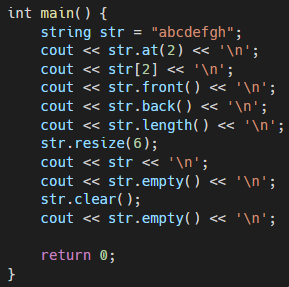 int main() {
    string str = "abcdefgh";
    cout << str.at(2) << '\n';
    cout << str[2] << '\n';
    cout << str.front() << '\n';
    cout << str.back() << '\n';
    cout << str.length() << '\n';
    str.resize(6);
    cout << str << '\n';
    cout << str.empty() << '\n';
    str.clear();
    cout << str.empty() << '\n';

    return 0;
}